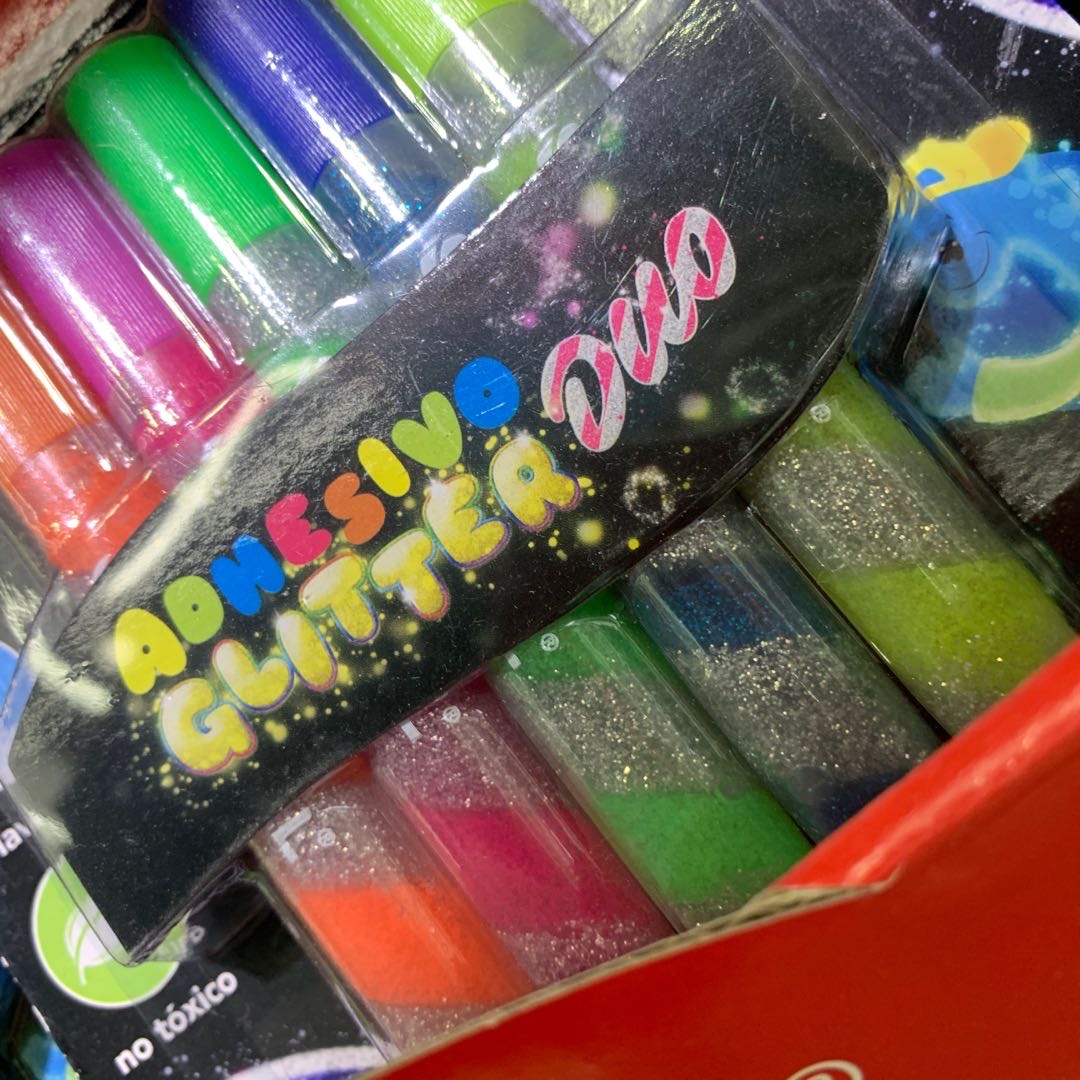 ADHESIVO
GLITTER
Duo
no tóxico